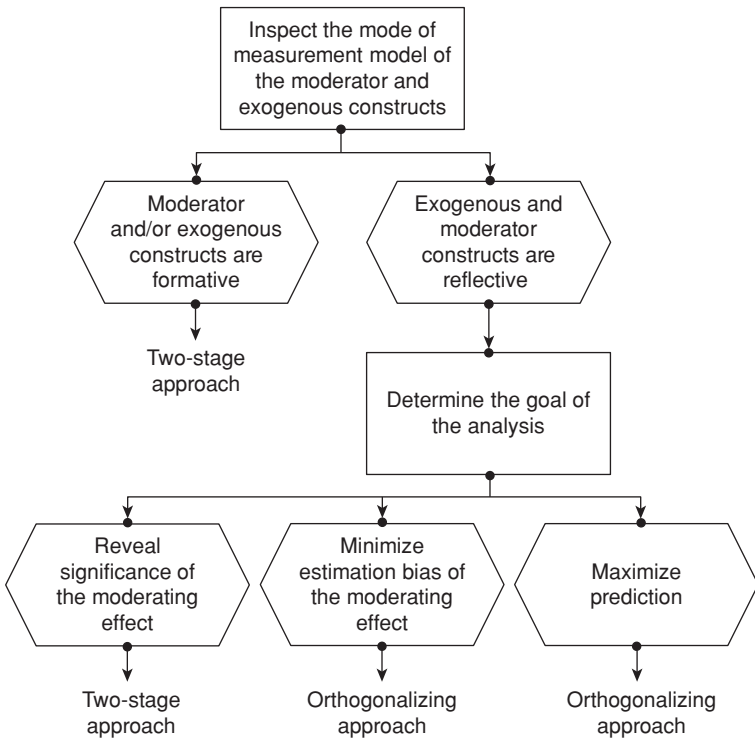 Inspect the mode of
measurement model of
the moderator and
exogenous constructs
Moderator
and/or exogenous
constructs are
formative
Exogenous and
moderator
constructs are
reflective
Two-stage
approach
Determine the goal of
the analysis
Reveal
significance of
the moderating
effect
Minimize
estimation bias of
the moderating
effect
Maximize
prediction
Two-stage
approach
Orthogonalizing
approach
Orthogonalizing
approach